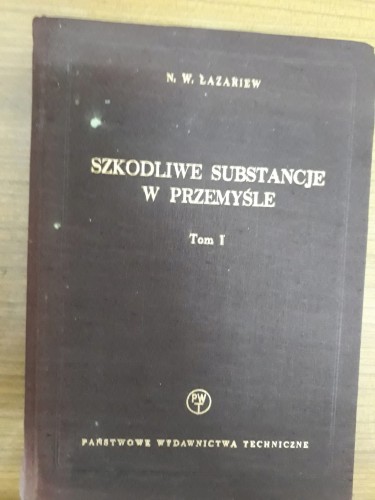 N. W. ŁAZARIEW
SZKODLIWE SUBSTANCJE
W PRZEMYŚLE
Tom I
PWT
PAŃSTWOWE WYDAWNICTWA TECHNICZNE